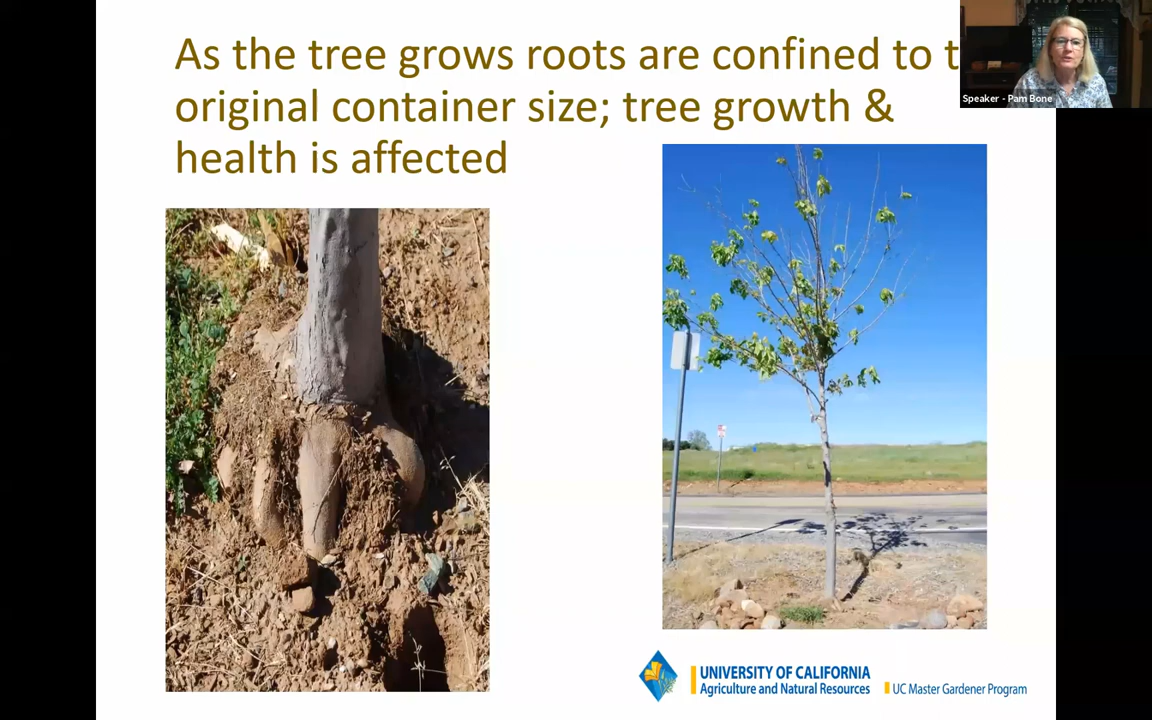 As the tree grows roots are confined to
original container size; tree growth &
health is affected
Speaker - Pam Bone
UNIVERSITY OF CALIFORNIA
Agriculture and Natural Resources
UC Master Gardener Program